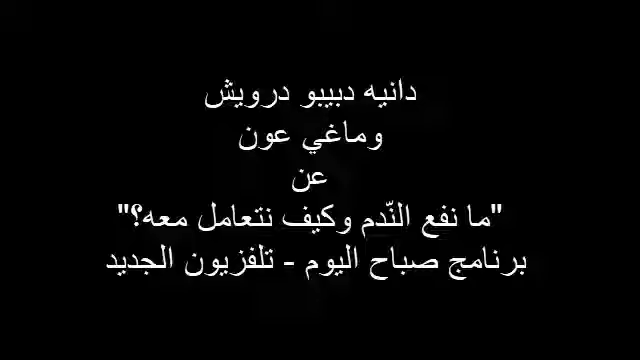 دانيه دبيبو درويش
وماغي عون
عن
"ما نفع النّدم وكيف نتعامل معه؟"
برنامج صباح اليوم - تلفزيون الجديد